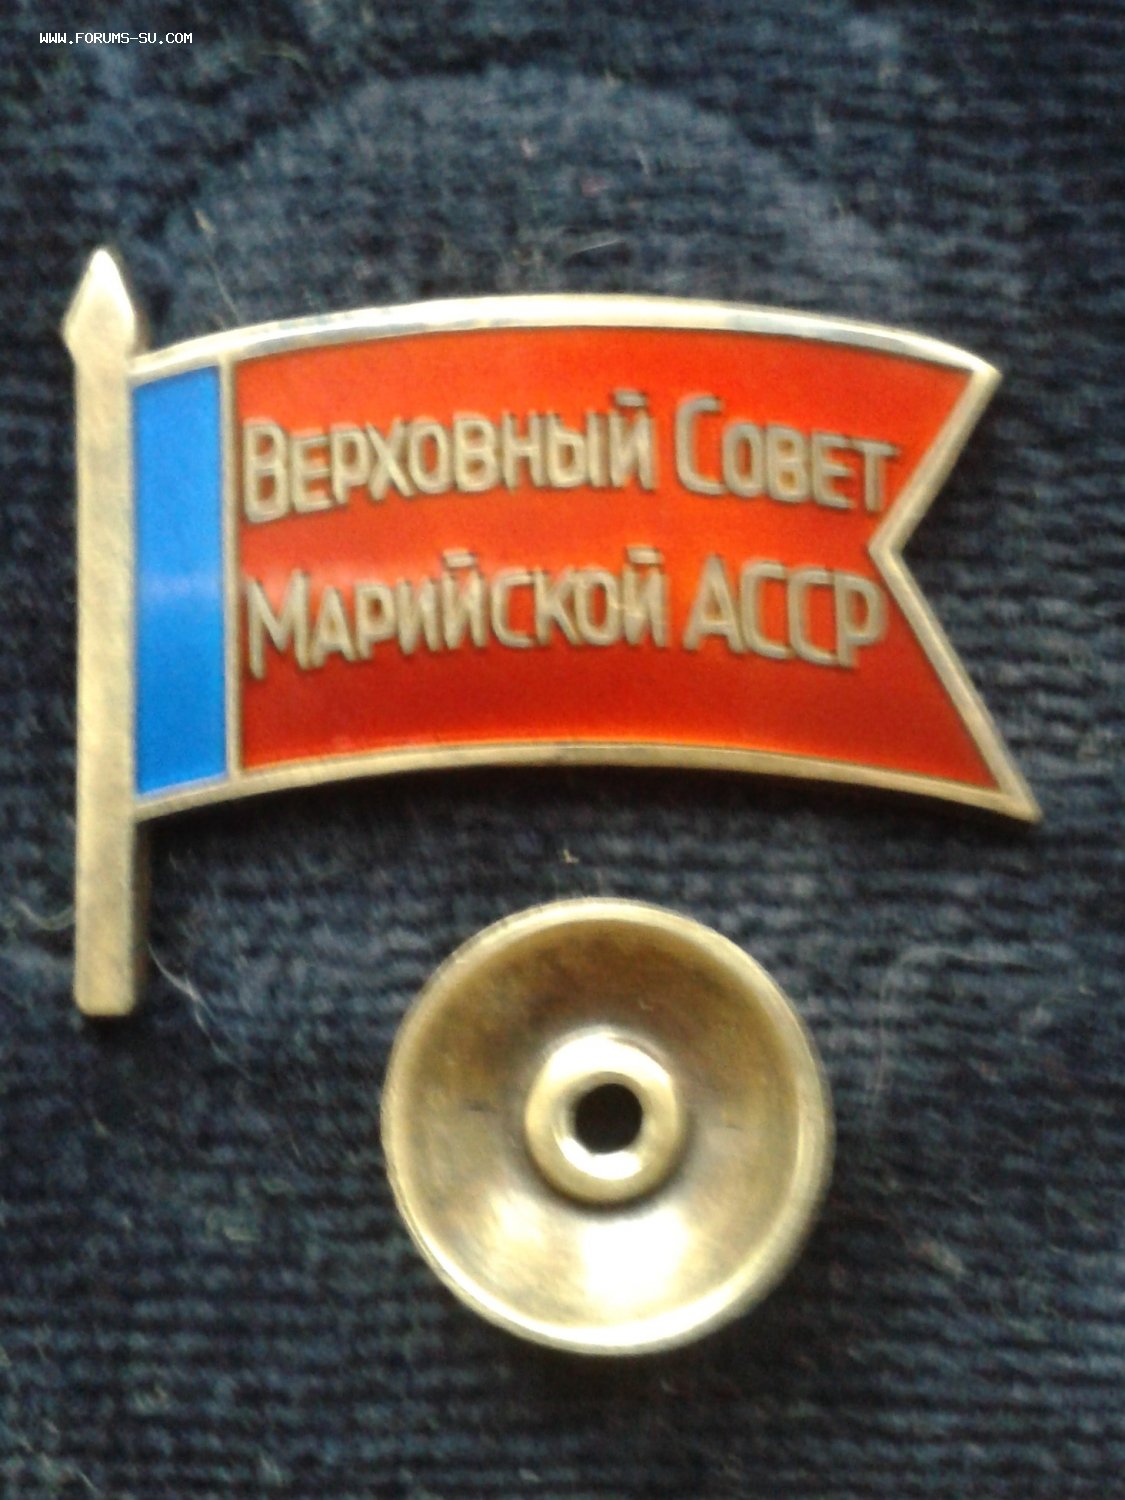 WWW.FORUMS-SU.COM
Верховный Совет
Марийской АССР